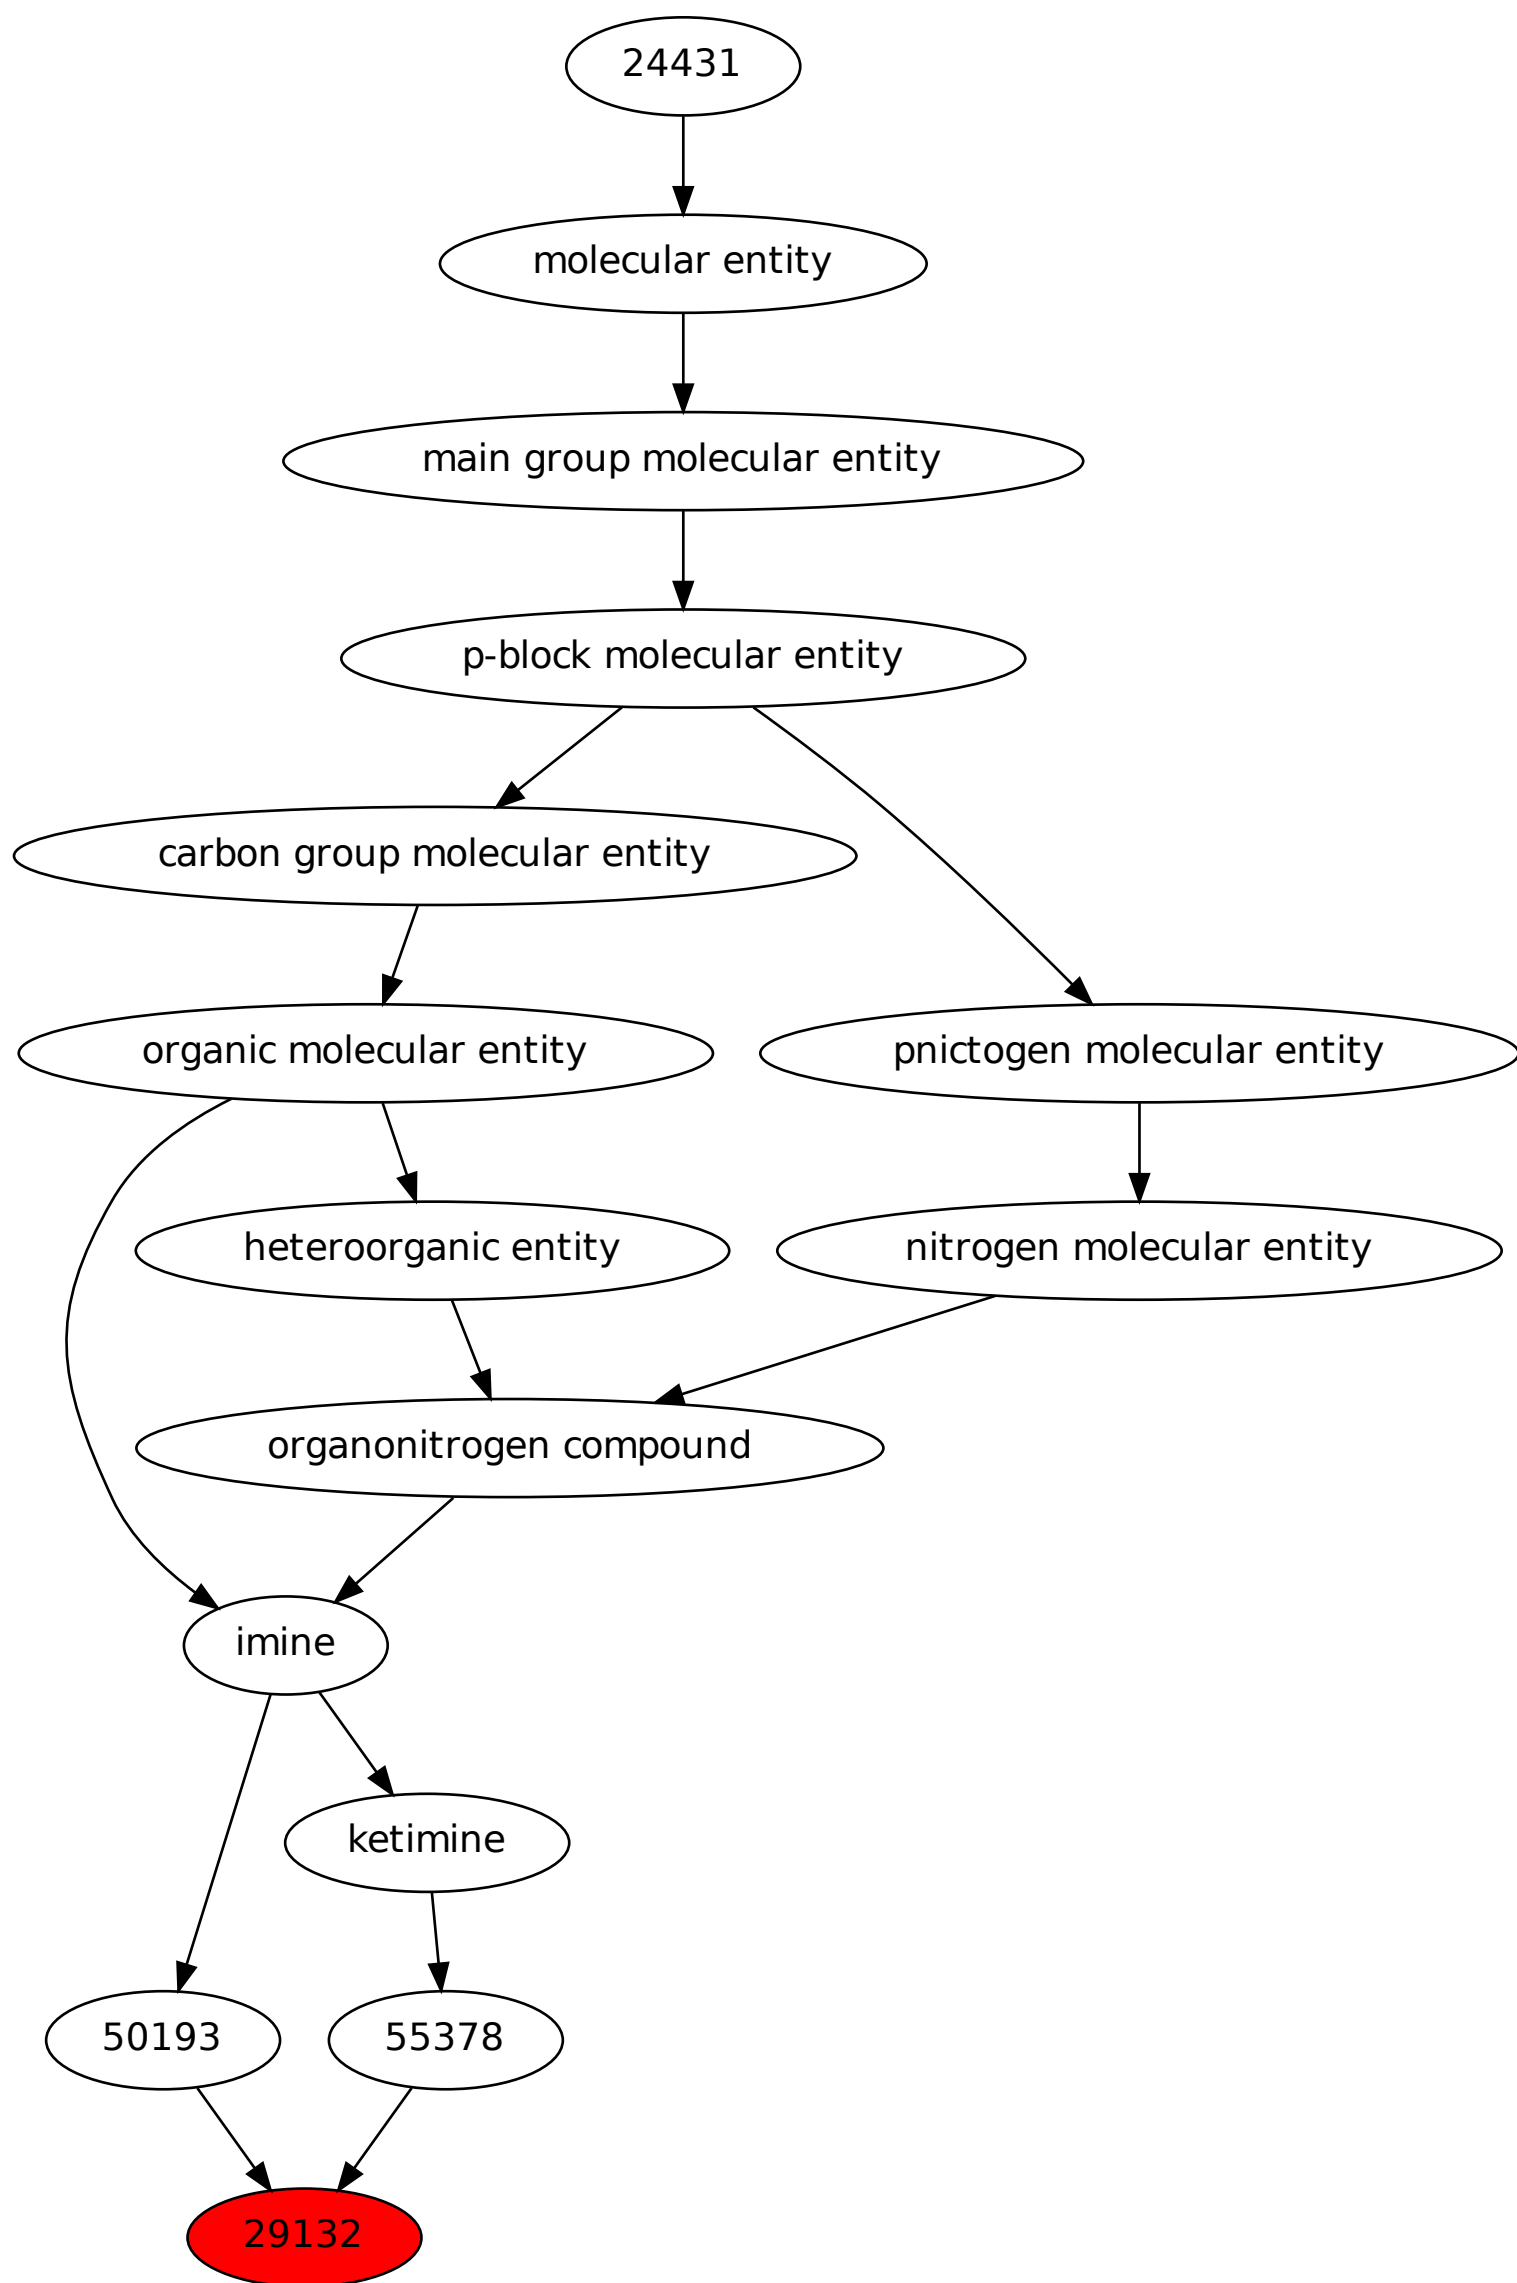 24431
molecular entity
main group molecular entity
p-block molecular entity
carbon group molecular entity
organic molecular entity
pnictogen molecular entity
heteroorganic entity
nitrogen molecular entity
organonitrogen compound
imine
ketimine
50193
55378
29132